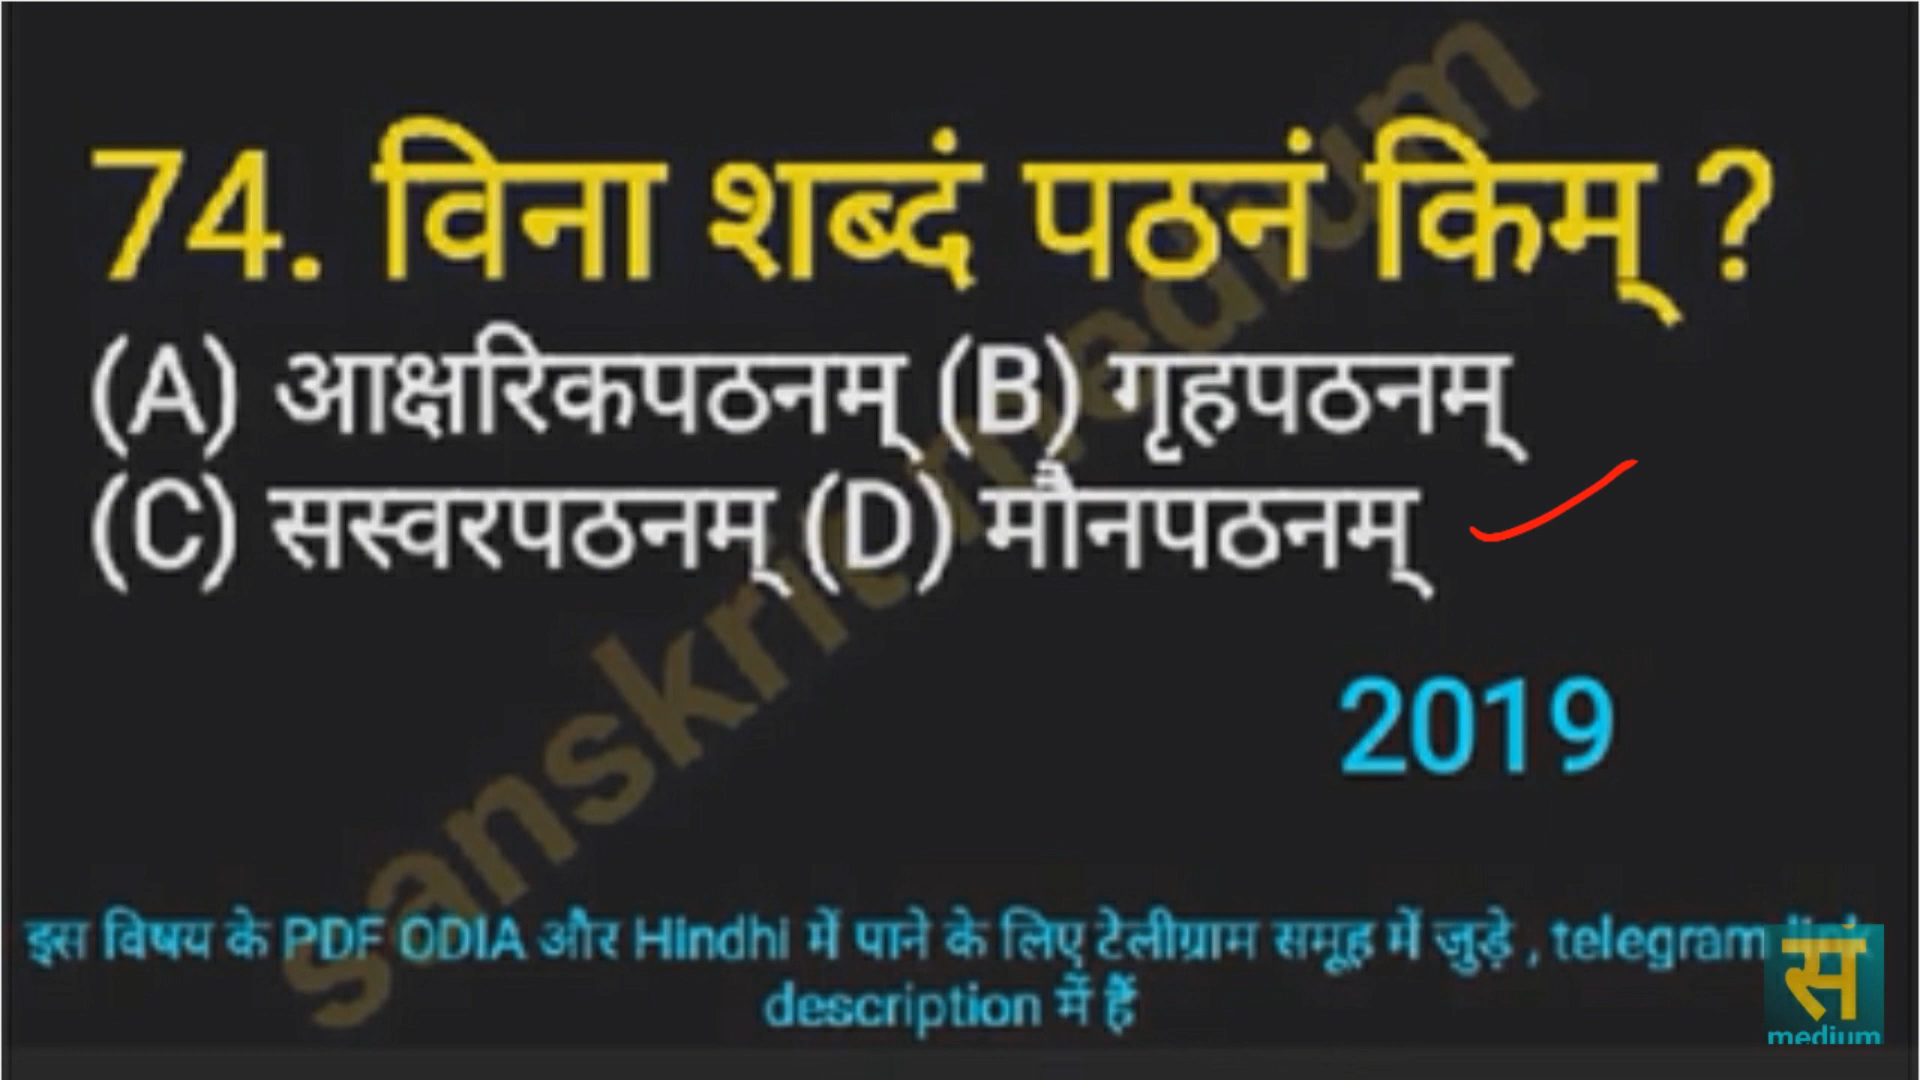 74. विना शब्दं पठनं किम् ?
(A) आक्षरिकपठनम् (B) गृहपठनम्
(C) सस्वरपठनम् (D) मौनपठनम्
2019
इस विषय के PDF ODIA और Hindhi में पाने के लिए टेलीग्राम समूह में जुड़े , telegram link
description में हैं
स
medium